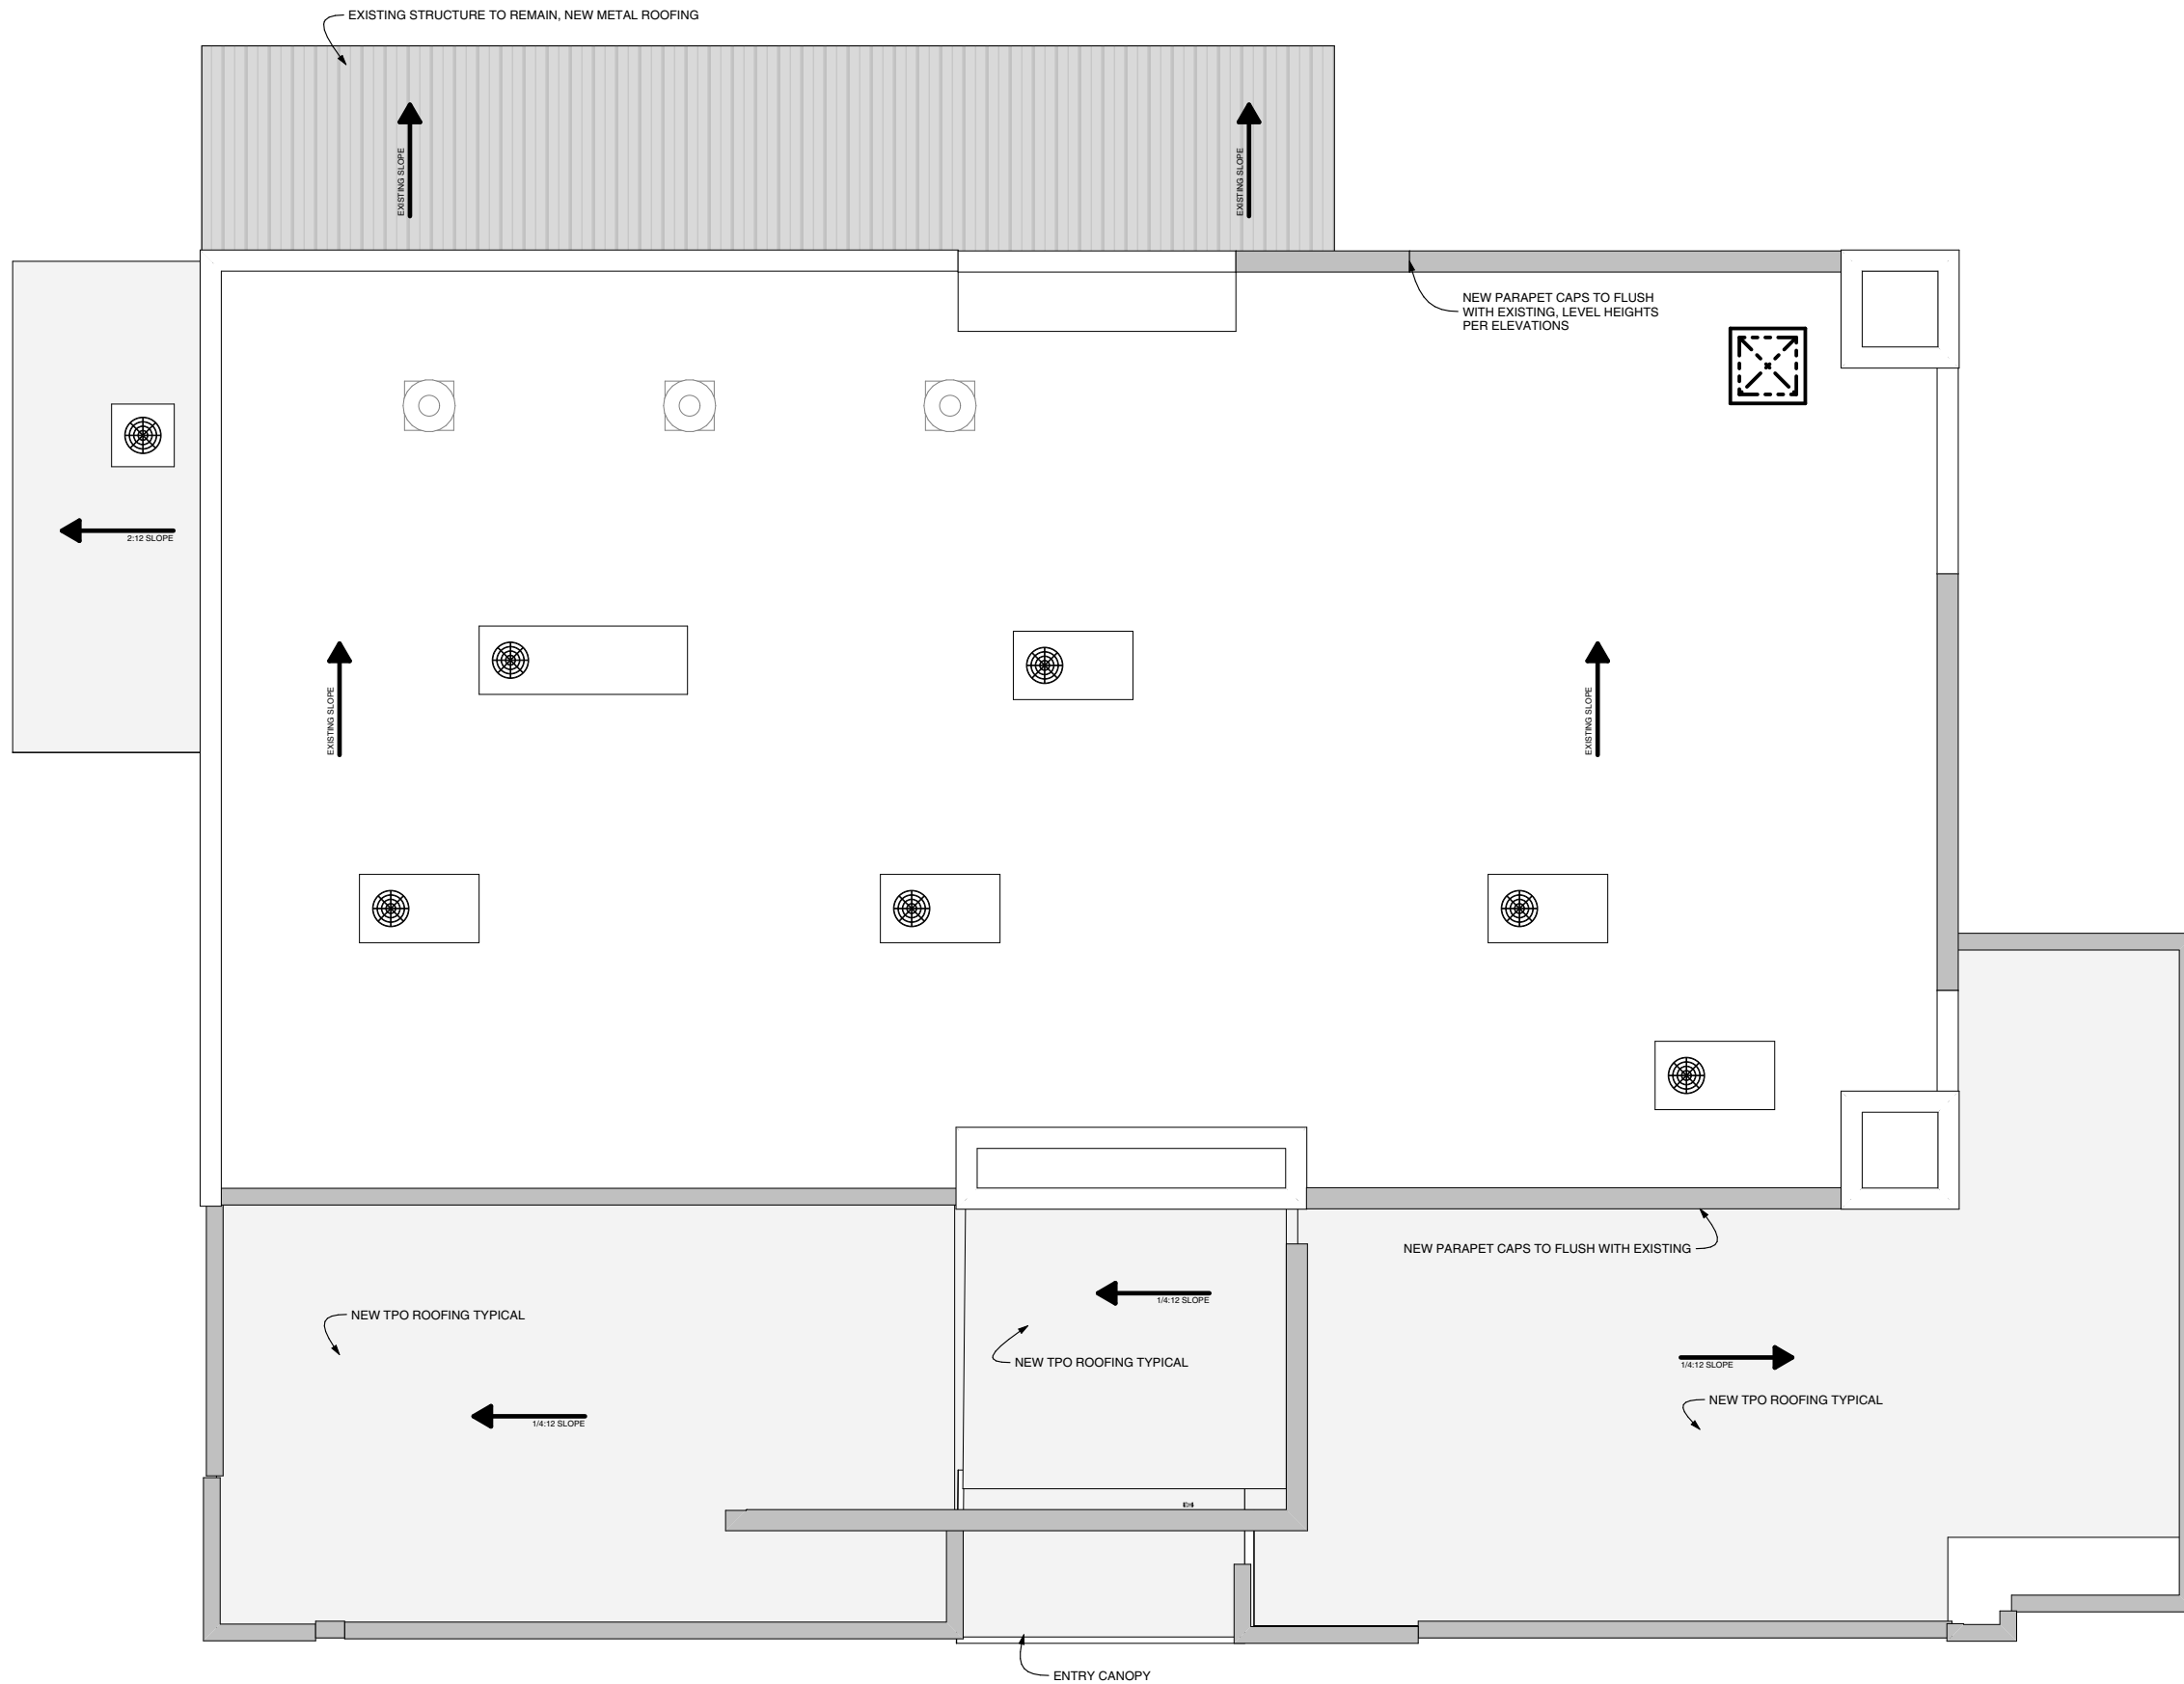 EXISTING STRUCTURE TO REMAIN, NEW METAL ROOFING
EXISTING SLOPE
EXISTING SLOPE
NEW PARAPET CAPS TO FLUSH
WITH EXISTING, LEVEL HEIGHTS
PER ELEVATIONS
2:12 SLOPE
EXISTING SLOPE
EXISTING SLOPE
NEW PARAPET CAPS TO FLUSH WITH EXISTING
1/4:12 SLOPE
NEW TPO ROOFING TYPICAL
NEW TPO ROOFING TYPICAL
1/4:12 SLOPE
NEW TPO ROOFING TYPICAL
1/4:12 SLOPE
ENTRY CANOPY